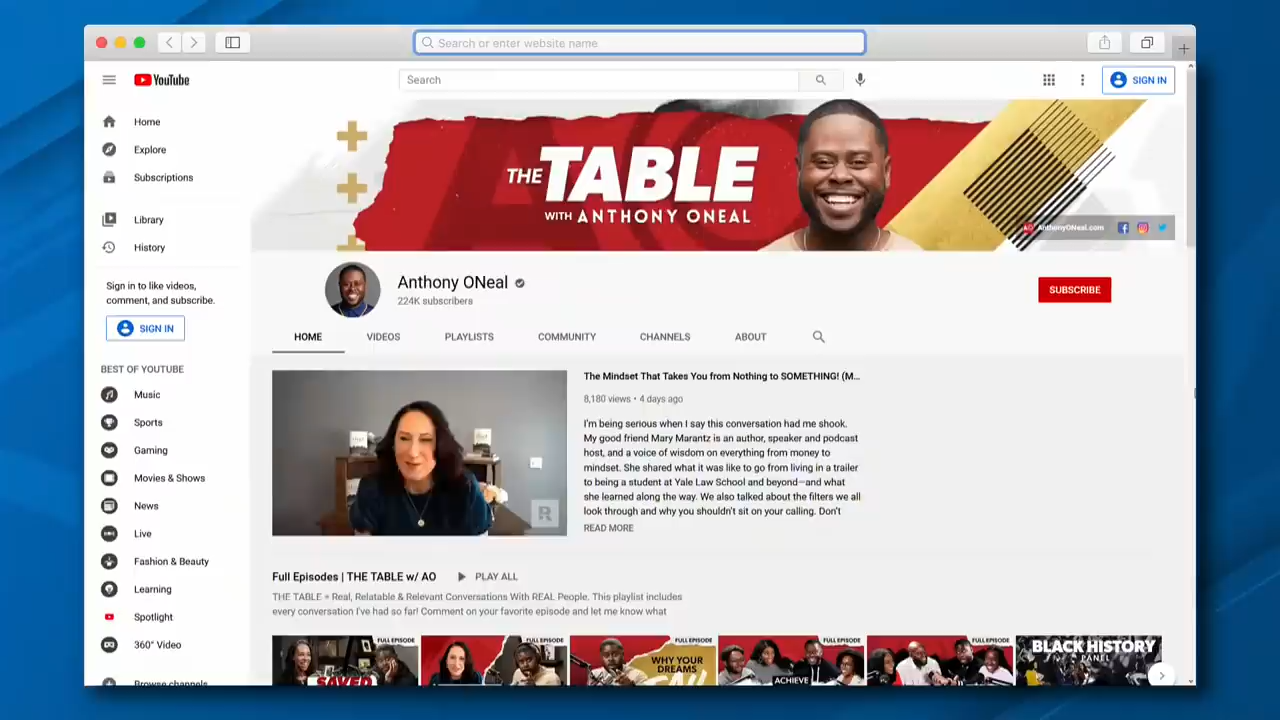 Search or enter website name
YouTube
Search
SIGN IN
Home
Explore
Subscriptions
Library
History
Sign in to like videos,
comment, and subscribe.
SIGN IN
BEST OF YOUTUBE
Music
Sports
Gaming
Movies & Shows
News
Live
Fashion & Beauty
Learning
Spotlight
360° Video
Browse channels
THE TABLE
WITH ANTHONY ONEAL
AO AnthonyONeal.com
Anthony ONeal
224K subscribers
SUBSCRIBE
HOME VIDEOS PLAYLISTS COMMUNITY CHANNELS ABOUT
R
The Mindset That Takes You from Nothing to SOMETHING! (M...
8,180 views • 4 days ago
I'm being serious when I say this conversation had me shook.
My good friend Mary Marantz is an author, speaker and podcast
host, and a voice of wisdom on everything from money to
mindset. She shared what it was like to go from living in a trailer
to being a student at Yale Law School and beyond—and what
she learned along the way. We also talked about the filters we all
look through and why you shouldn't sit on your calling. Don't
READ MORE
Full Episodes | THE TABLE w/ AO PLAY ALL
THE TABLE = Real, Relatable & Relevant Conversations With REAL People. This playlist includes
every conversation I've had so far! Comment on your favorite episode and let me know what
FULL EPISODE
SAVED
FULL EPISODE
FULL EPISODE
WHY YOUR
DREAMS
FULL EPISODE
ACHIEVE
FULL EPISODE
BLACK HISTORY
PANEL